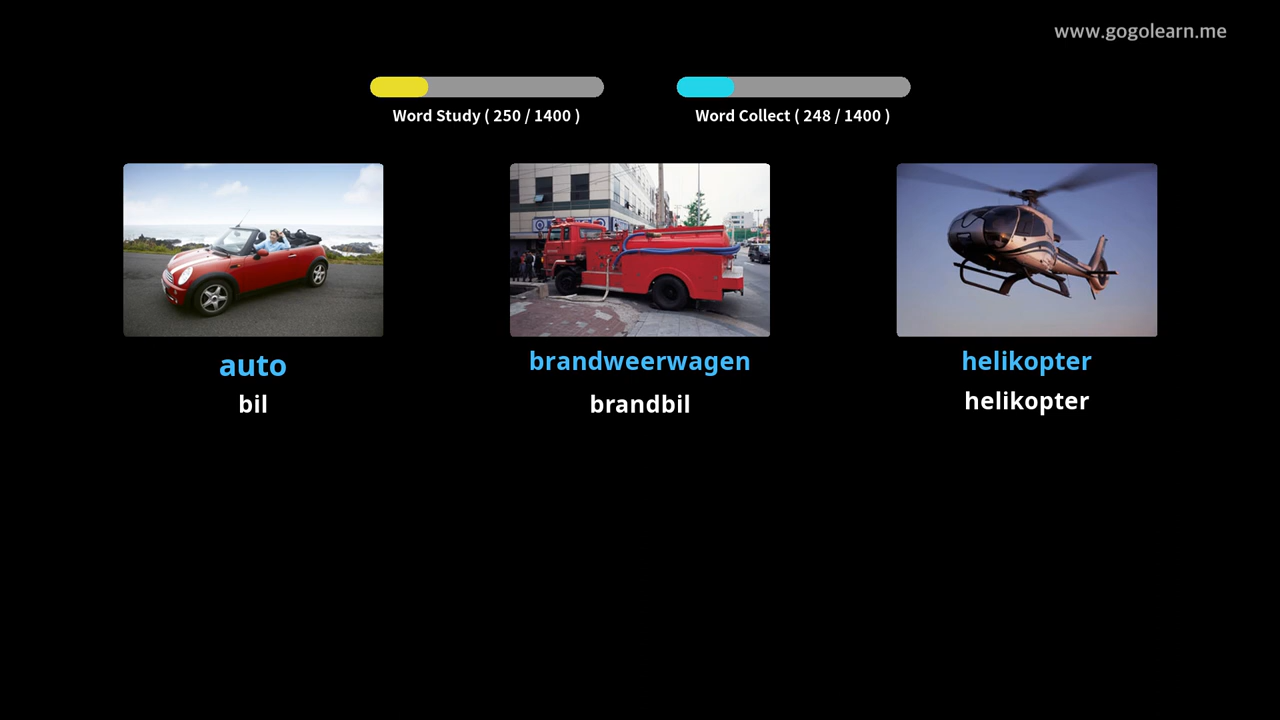 www.gogolearn.me
Word Study ( 250 / 1400 )
Word Collect ( 248 / 1400 )
auto
bil
brandweerwagen
brandbil
helikopter
helikopter